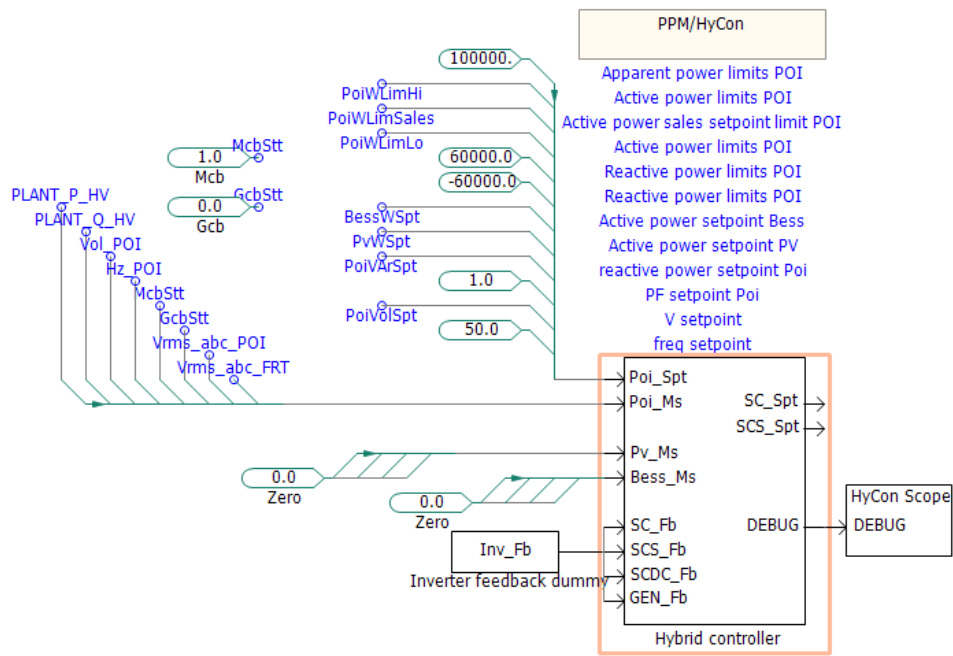 PPM/HyCon
100000.
Apparent power limits POI
PoiWLimHi
Active power limits POI
PoiWLimSales
Active power sales setpoint limit POI
PoiWLimLo
Active power limits POI
McbStt
1.0
Mcb
60000.0
Reactive power limits POI
-60000.0
Reactive power limits POI
PLANT_P_HV
GcbStt
0.0
Gcb
BessWSpt
Active power setpoint Bess
PLANT_Q_HV
PvWSpt
Active power setpoint PV
Vol_POI
PoiVArSpt
reactive power setpoint Poi
Hz_POI
1.0
PF setpoint Poi
McbStt
PoiVolSpt
V setpoint
GcbStt
50.0
freq setpoint
Vrms_abc_POI
Vrms_abc_FRT
Poi_Spt
Poi_Ms
SC_Spt
SCS_Spt
Pv_Ms
0.0
Zero
Bess_Ms
0.0
Zero
HyCon Scope
SC_Fb
DEBUG
DEBUG
Inv_Fb
SCS_Fb
Inverter feedback dummy
SCDC_Fb
GEN_Fb
Hybrid controller